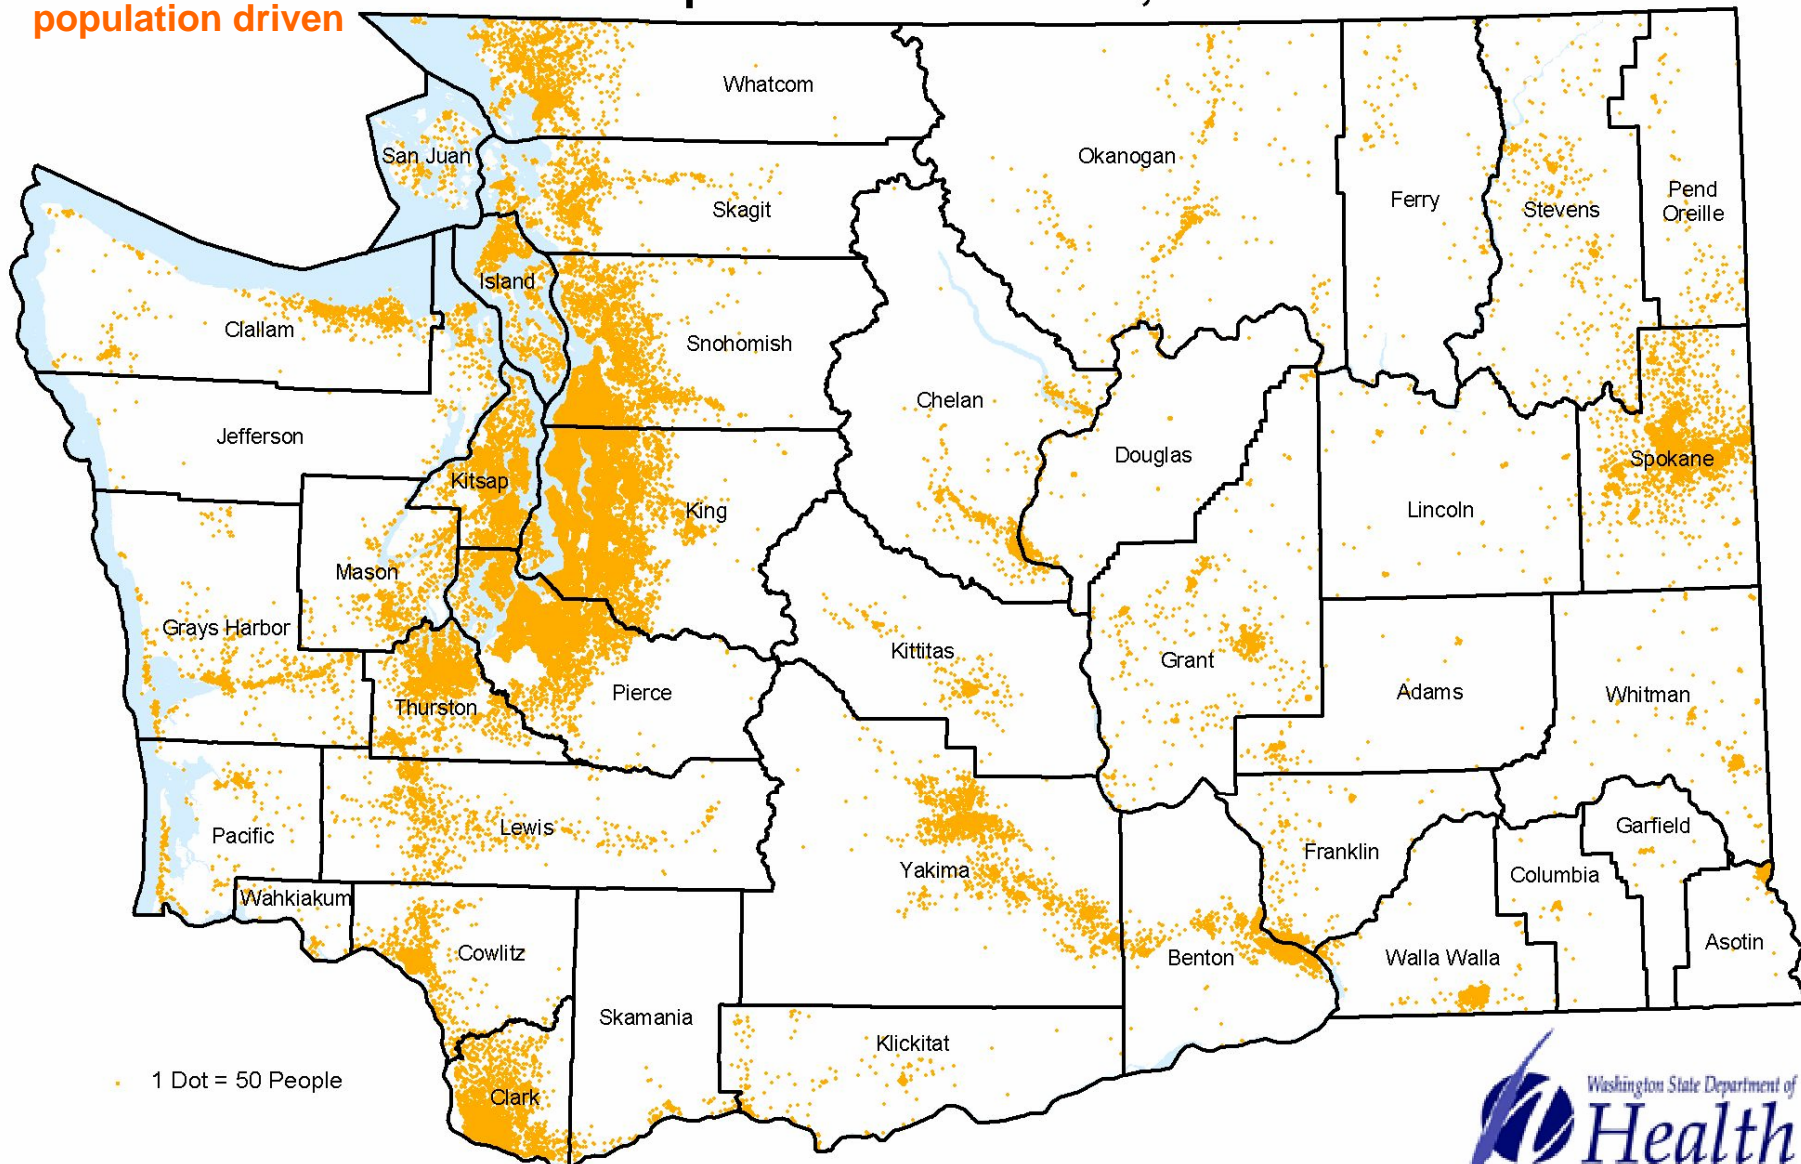 population driven
Whatcom
San Juan
Okanogan
Skagit
Ferry
Stevens
Pend
Oreille
Island
Clallam
Snohomish
Chelan
Jefferson
Douglas
Kitsap
Spokane
King
Lincoln
Mason
Grays Harbor
Kittitas
Grant
Pierce
Adams
Whitman
Thurston
Pacific
Lewis
Garfield
Yakima
Franklin
Columbia
Wahkiakum
Cowlitz
Benton
Walla Walla
Asotin
Skamania
Klickitat
1 Dot = 50 People
Clark
Washington State Department of
Health